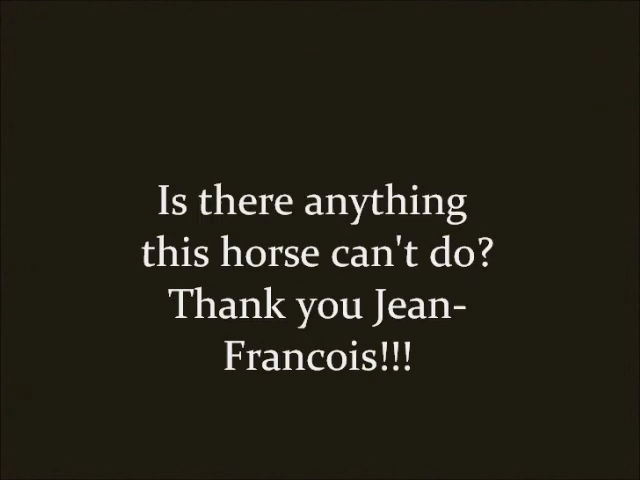 Is there anything
this horse can't do?
Thank you Jean-
Francois!!!